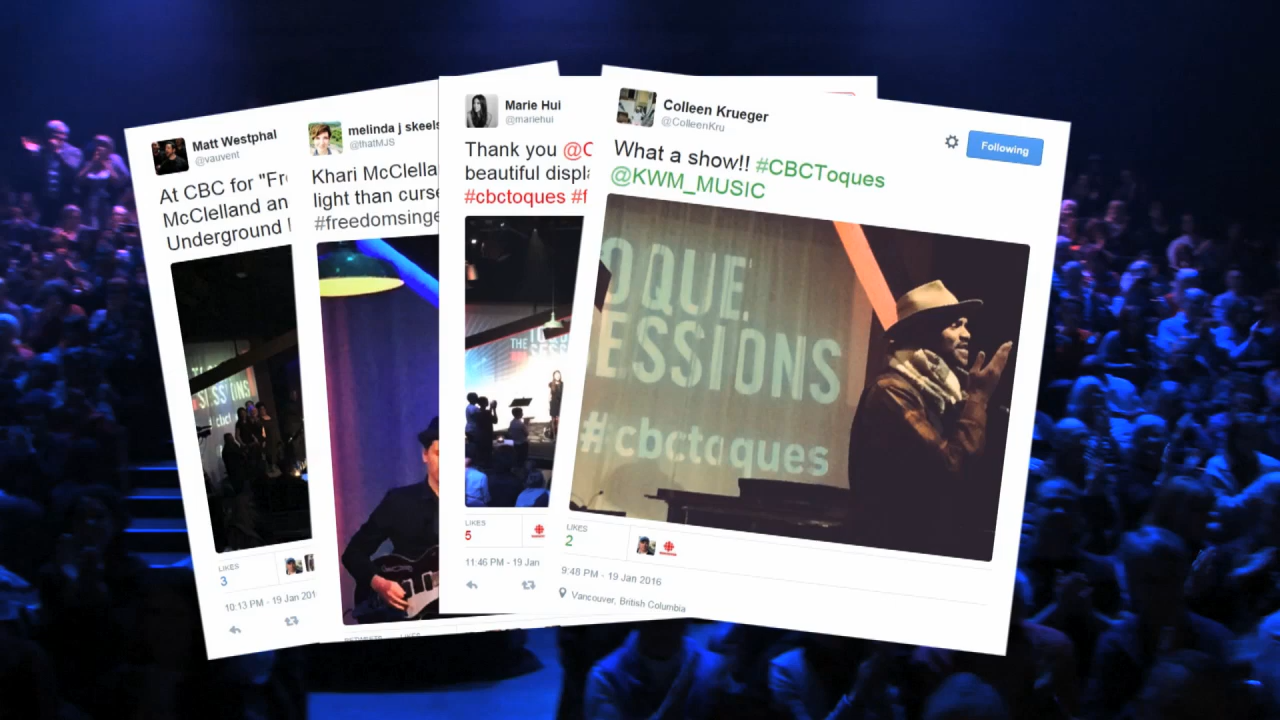 Matt Westphal
@vauvent
At CBC for "Fr
McClelland an
Underground
LIKES
3
10:13 PM - 19 Jan 201
melinda j skeels
@thatMJS
Khari McClella
light than curse
#freedomsinge
Marie Hui
@mariehui
Thank you @C
beautiful displa
#cbctoques #f
THE TOQUE
SESS
LIKES
5
11:46 PM - 19 Jan
Colleen Krueger
@ColleenKru
Following
What a show!! #CBCToques
@KWM_MUSIC
OQUE
ESSIONS
#cbctoques
LIKES
2
9:48 PM - 19 Jan 2016
Vancouver, British Columbia